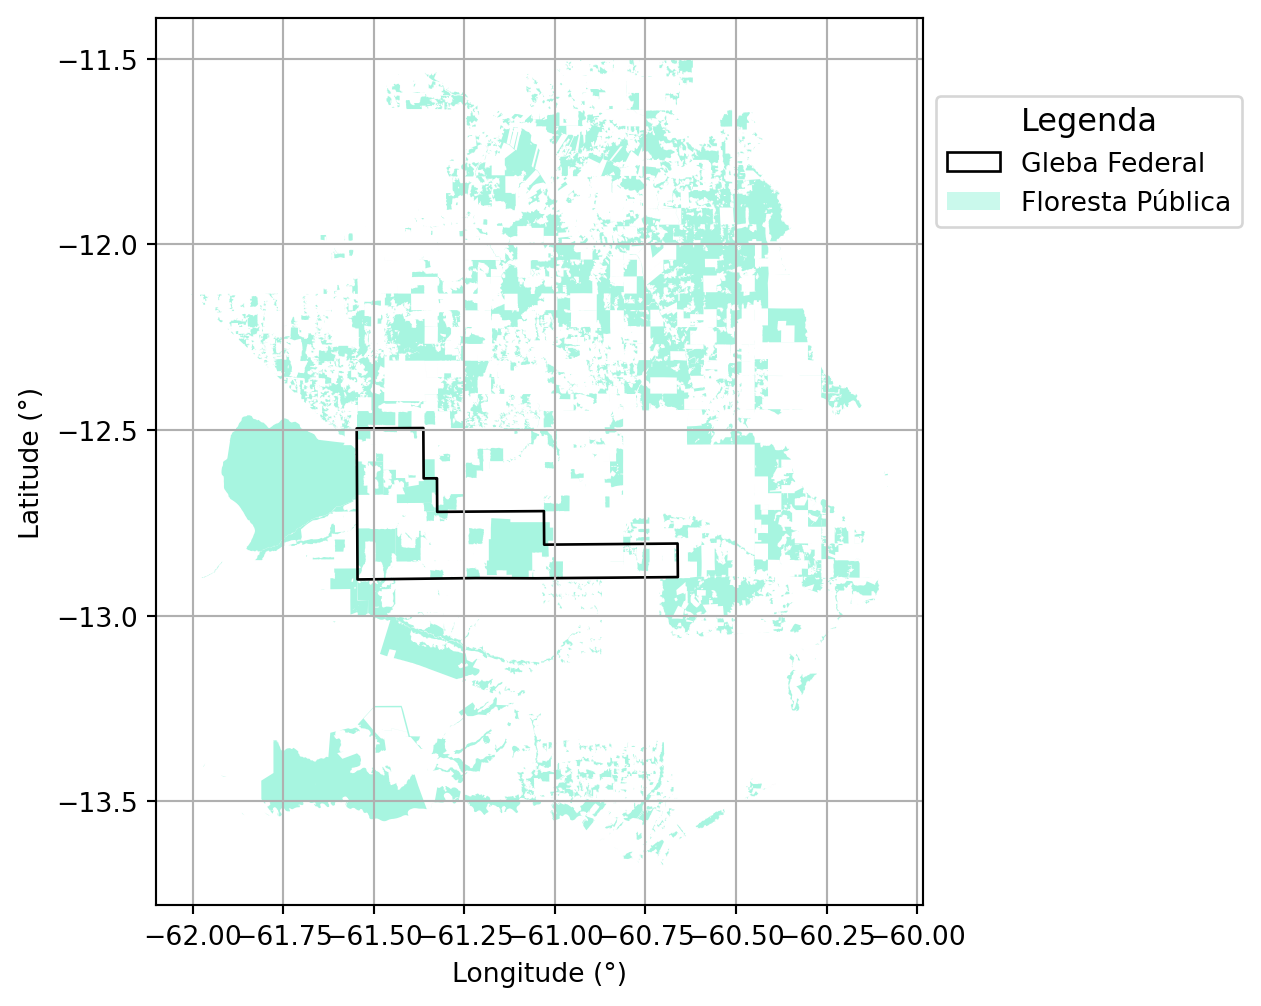 Legenda
Gleba Federal
Floresta Pública
−11.5
−12.0
−12.5
−13.0
−13.5
Latitude (°)
−62.00 −61.75 −61.50 −61.25 −61.00 −60.75 −60.50 −60.25 −60.00
Longitude (°)